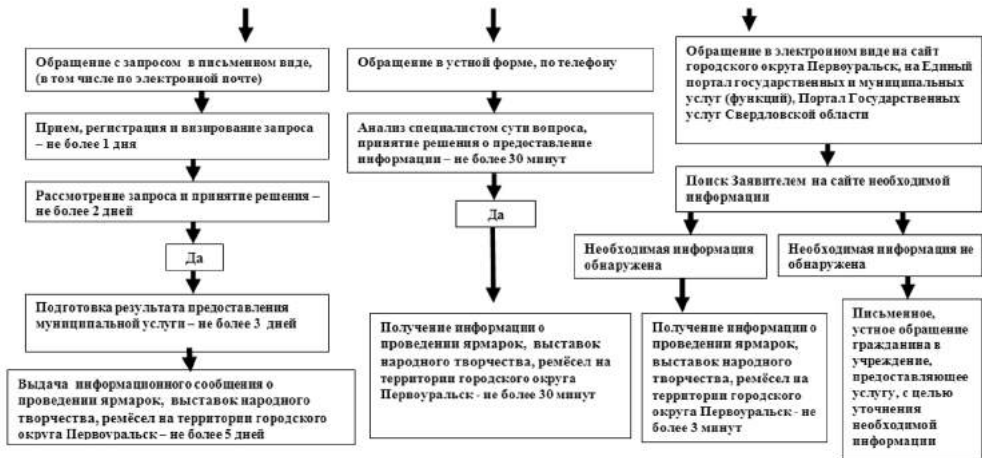 Обращение с запросом в письменном виде,
(в том числе по электронной почте)
Прием, регистрация и визирование запроса
– не более 1 дня
Рассмотрение запроса и принятие решения –
не более 2 дней
Да
Подготовка результата предоставления
муниципальной услуги – не более 3 дней
Выдача информационного сообщения о
проведении ярмарок, выставок народного
творчества, ремёсел на территории городского
округа Первоуральск – не более 5 дней
Обращение в устной форме, по телефону
Анализ специалистом сути вопроса,
принятие решения о предоставление
информации – не более 30 минут
Да
Получение информации о
проведении ярмарок, выставок
народного творчества, ремёсел на
территории городского округа
Первоуральск - не более 30 минут
Обращение в электронном виде на сайт
городского округа Первоуральск, на Единый
портал государственных и муниципальных
услуг (функций), Портал Государственных
услуг Свердловской области
Поиск Заявителем на сайте необходимой
информация
Необходимая информация
обнаружена
Получение информации о
проведении ярмарок,
выставок народного
творчества, ремёсел на
территории городского
округа Первоуральск - не
более 3 минут
Необходимая информация не
обнаружена
Письменное,
устное обращение
гражданина в
учреждение,
предоставляющее
услугу, с целью
уточнения
необходимой
информации